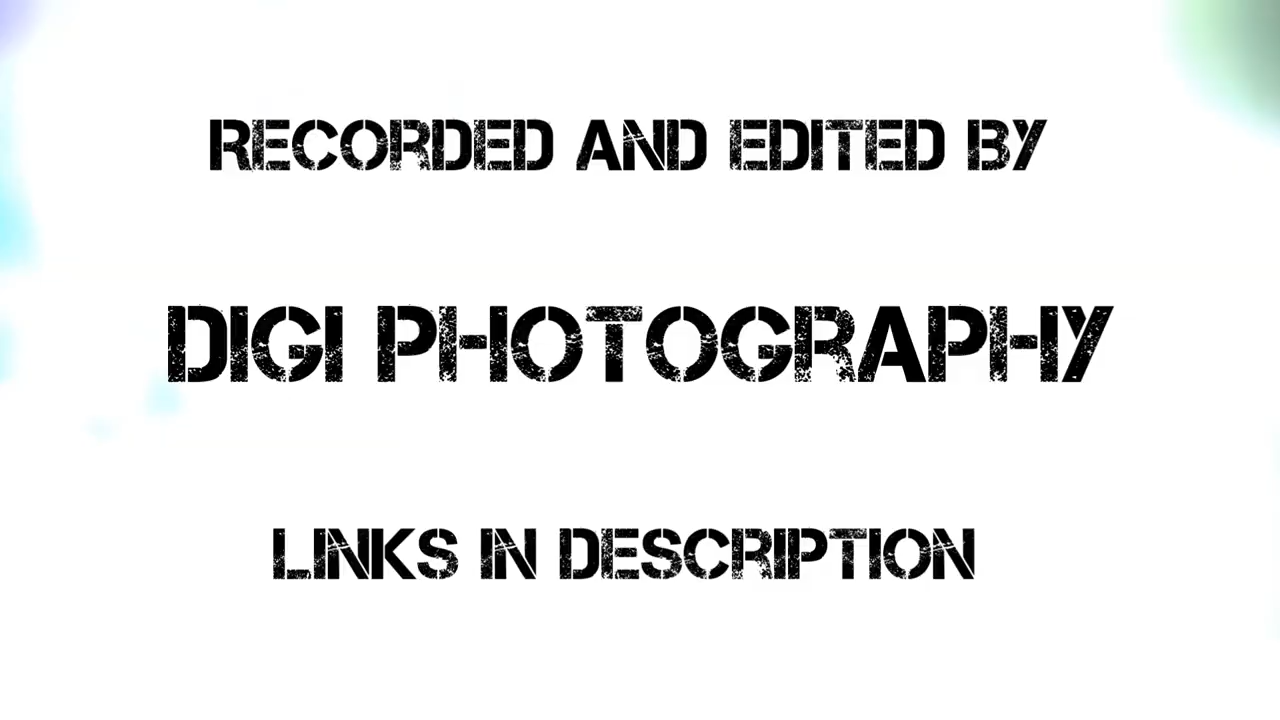 RECORDED AND EDITED BY
DIGI PHOTOGRAPHY
LINKS IN DESCRIPTION